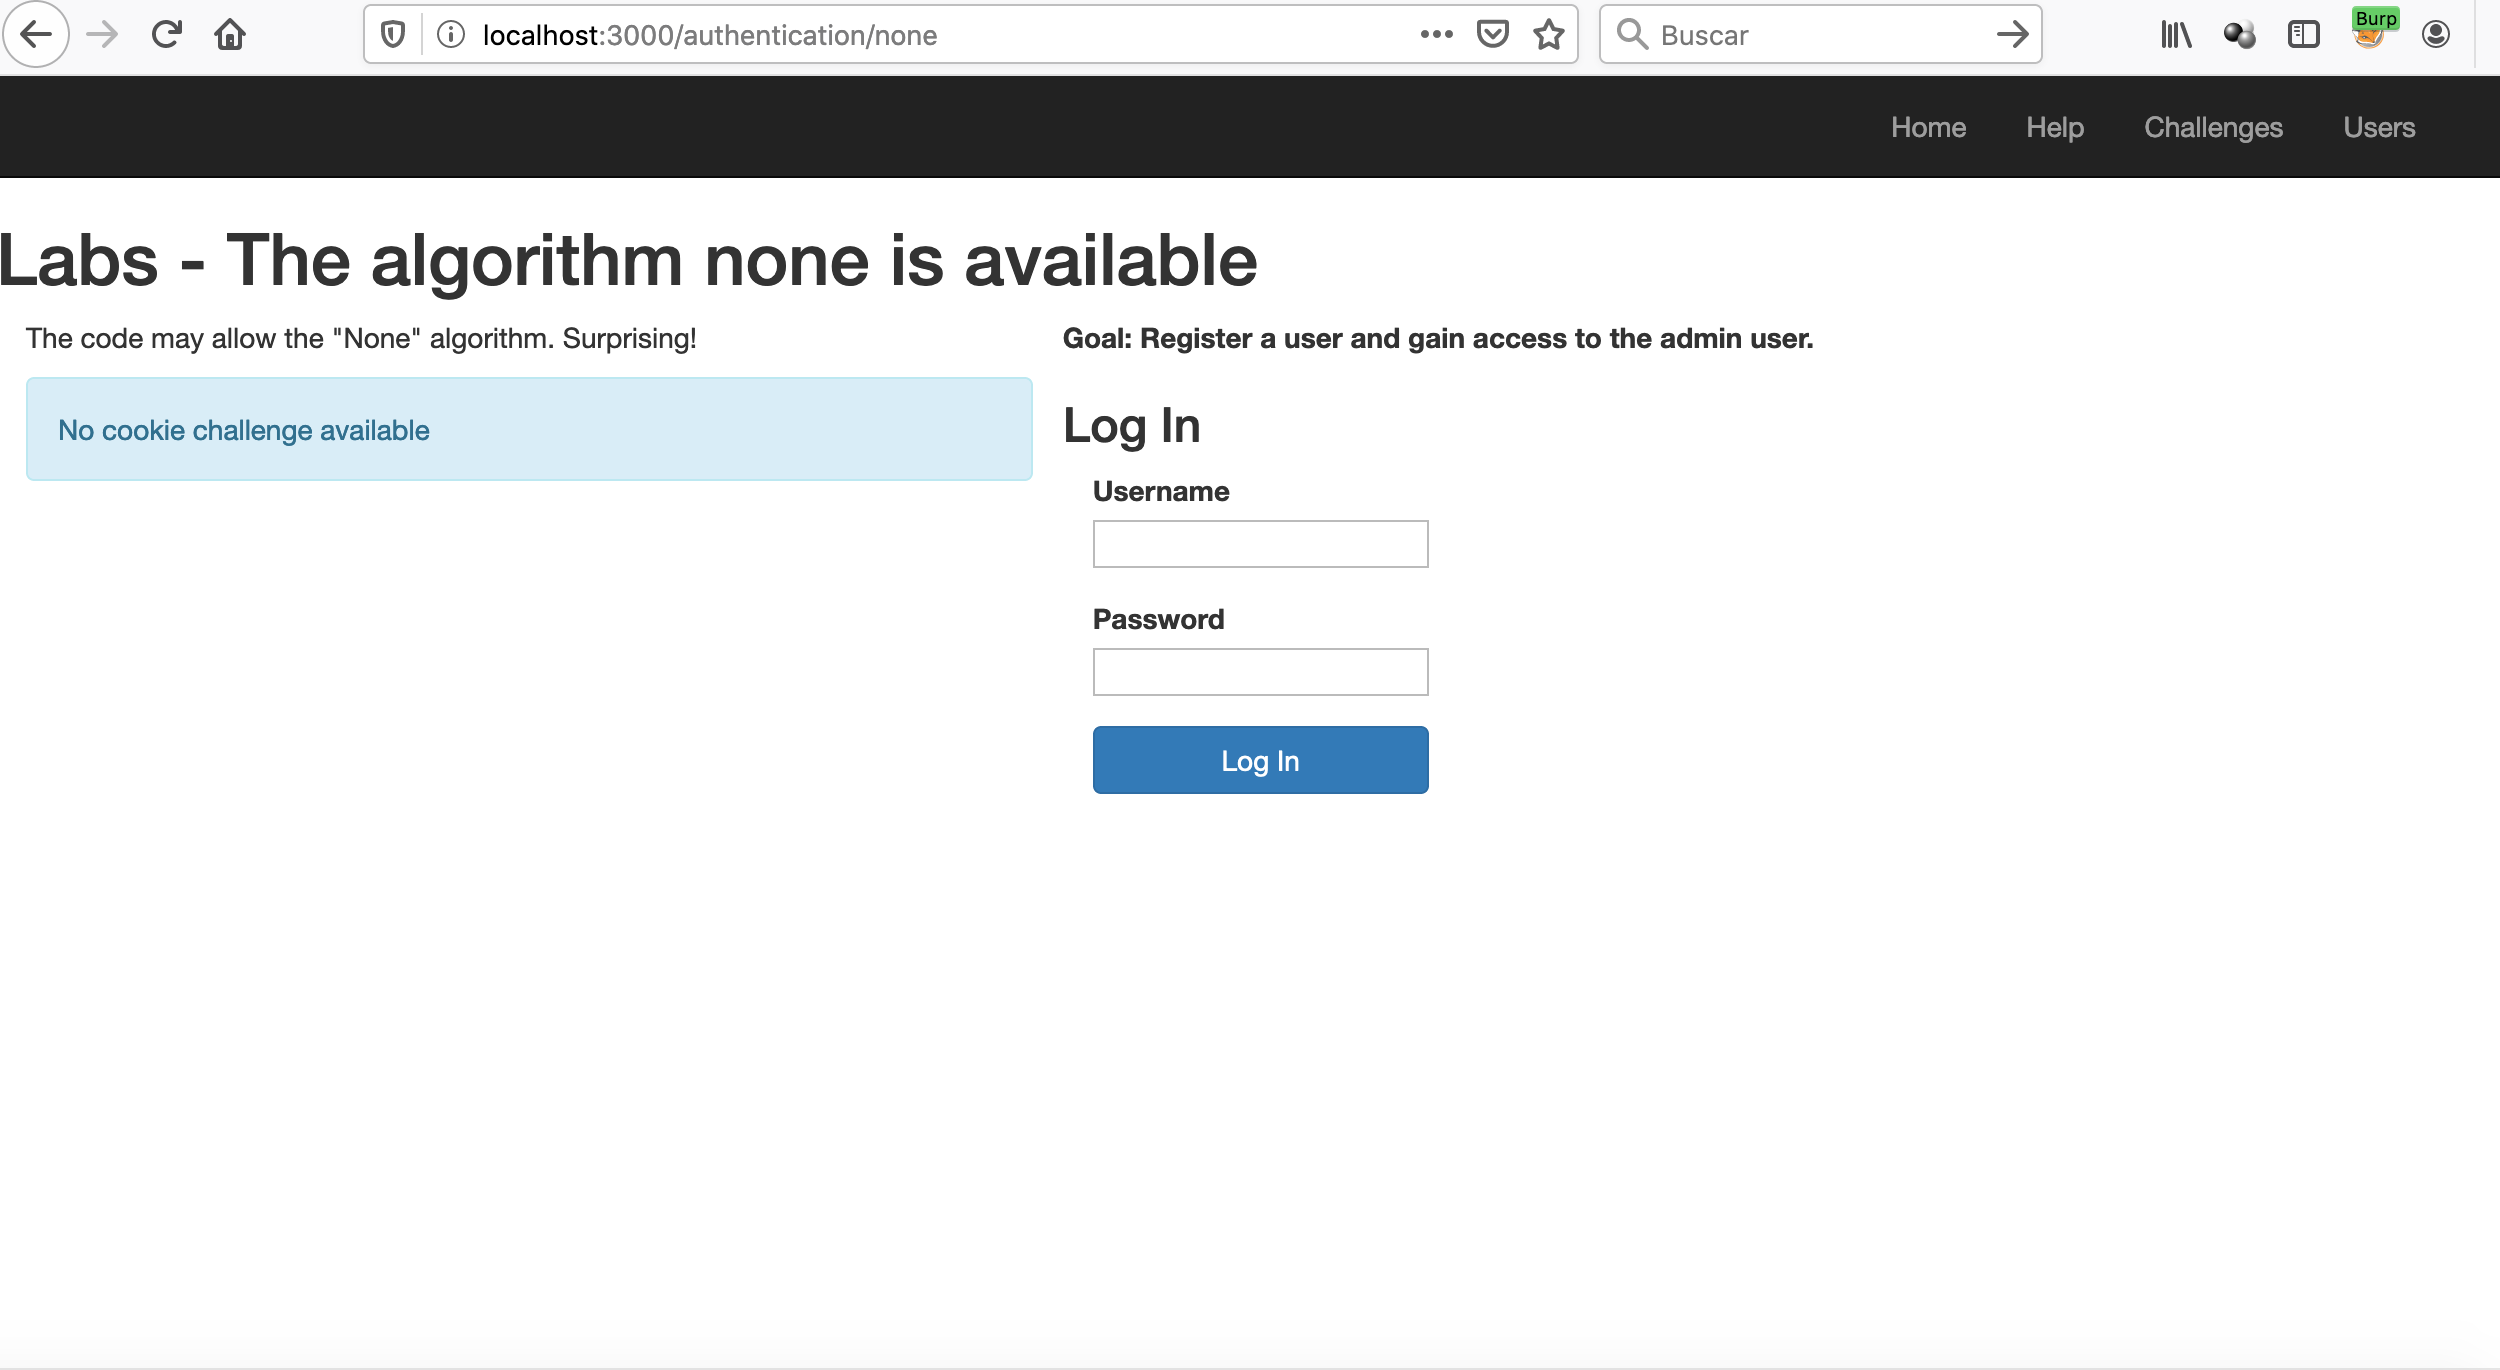 localhost:3000/authentication/none
Buscar
Burp
Home Help Challenges Users
Labs - The algorithm none is available
The code may allow the "None" algorithm. Surprising!
No cookie challenge available
Goal: Register a user and gain access to the admin user.
Log In
Username
Password
Log In